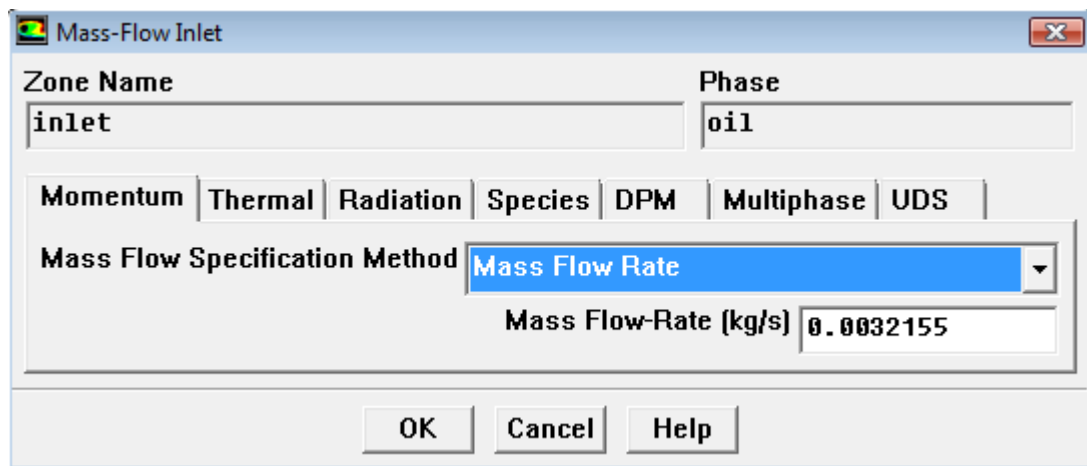 Mass-Flow Inlet
Zone Name Phase
inlet oil
Momentum Thermal Radiation Species DPM Multiphase UDS
Mass Flow Specification Method Mass Flow Rate
Mass Flow-Rate (kg/s) 0.0032155
OK Cancel Help